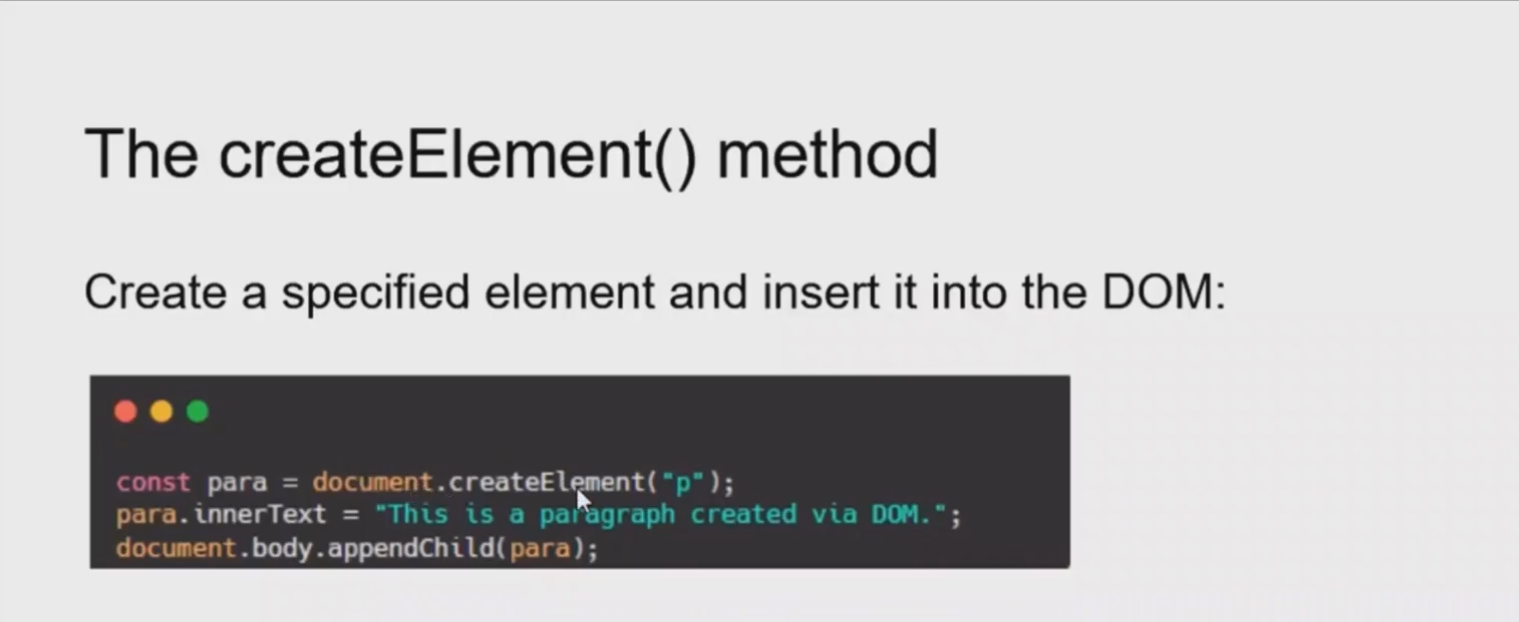 The createElement() method
Create a specified element and insert it into the DOM:
const para = document.createElement("p");
para.innerText = "This is a paragraph created via DOM.";
document.body.appendChild(para);